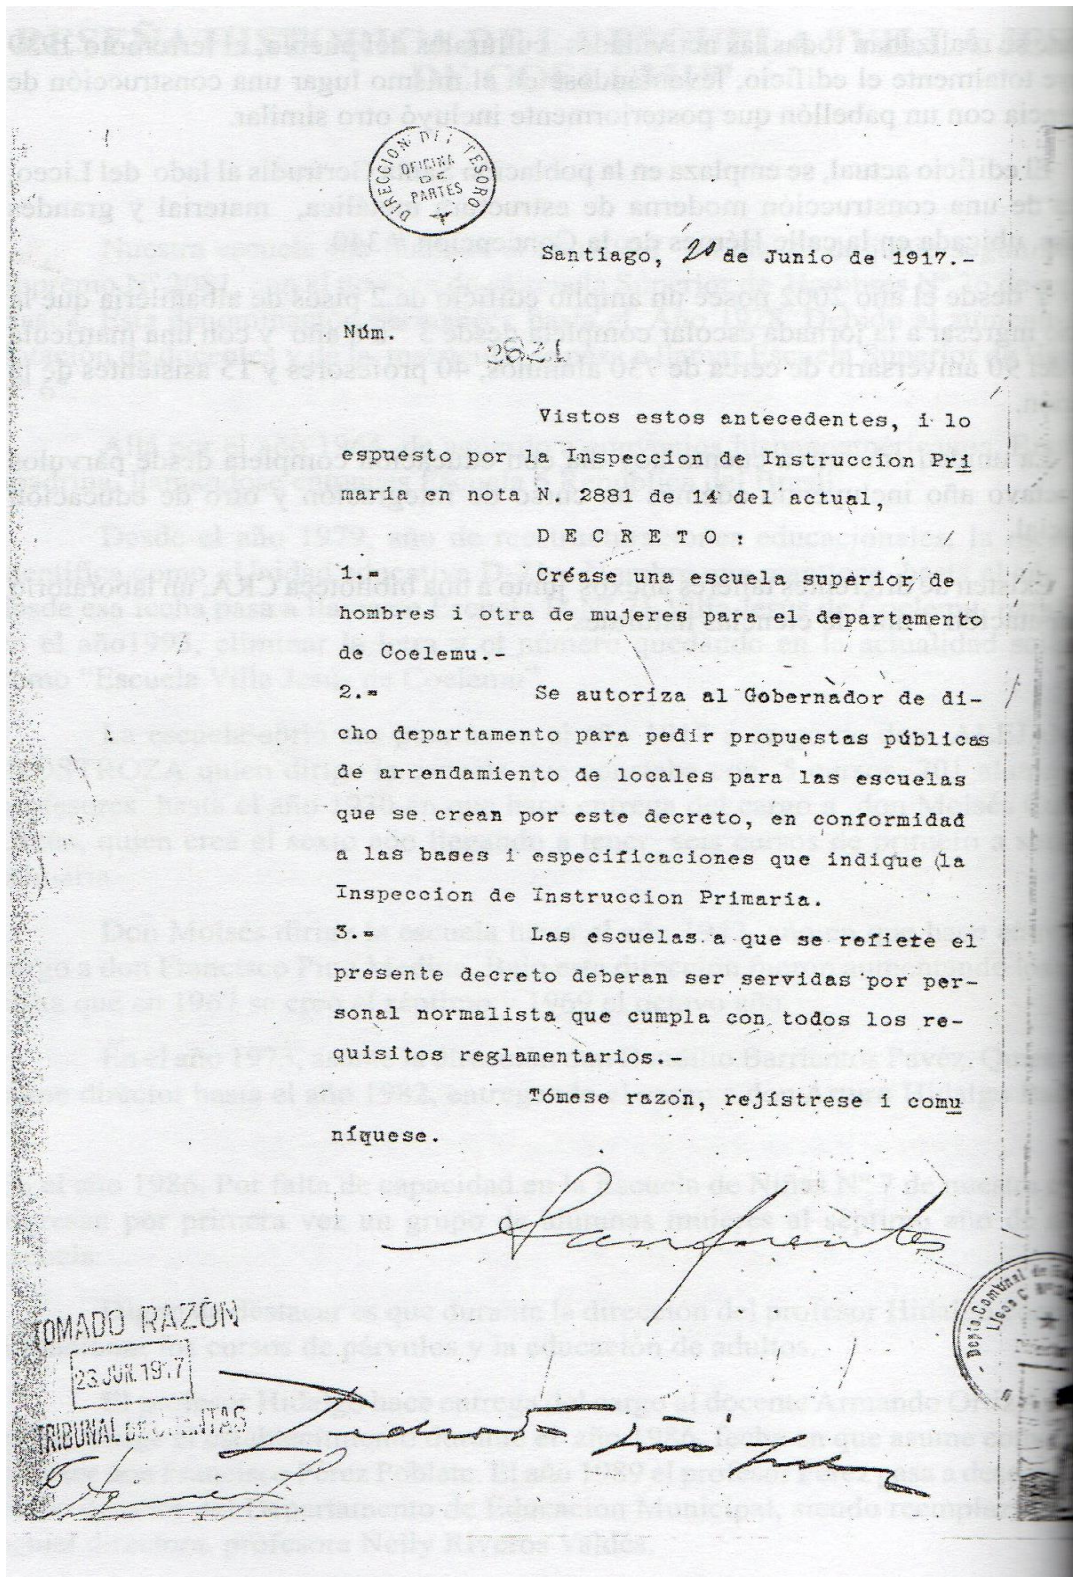 DIRECCION DEL TESORO
OFICINA
DE
PARTES
Santiago, 20 de Junio de 1917.-
Núm.
2821
Vistos estos antecedentes, i lo
espuesto por la Inspeccion de Instruccion Pri
maria en nota N. 2881 de 14 del actual,
D E C R E T O :
1.= Créase una escuela superior de
hombres i otra de mujeres para el departamento
de Coelemu.-
2.= Se autoriza al Gobernador de di-
cho departamento para pedir propuestas públicas
de arrendamiento de locales para las escuelas
que se crean por este decreto, en conformidad
a las bases i especificaciones que indique la
Inspeccion de Instruccion Primaria.
3.= Las escuelas a que se refiete el
presente decreto deberan ser servidas por per-
sonal normalista que cumpla con todos los re-
quisitos reglamentarios.-
Tómese razon, rejístrese i comu
níquese.
Sanfuentes
TOMADO RAZÓN
23 JUN. 1917
TRIBUNAL DE CUENTAS